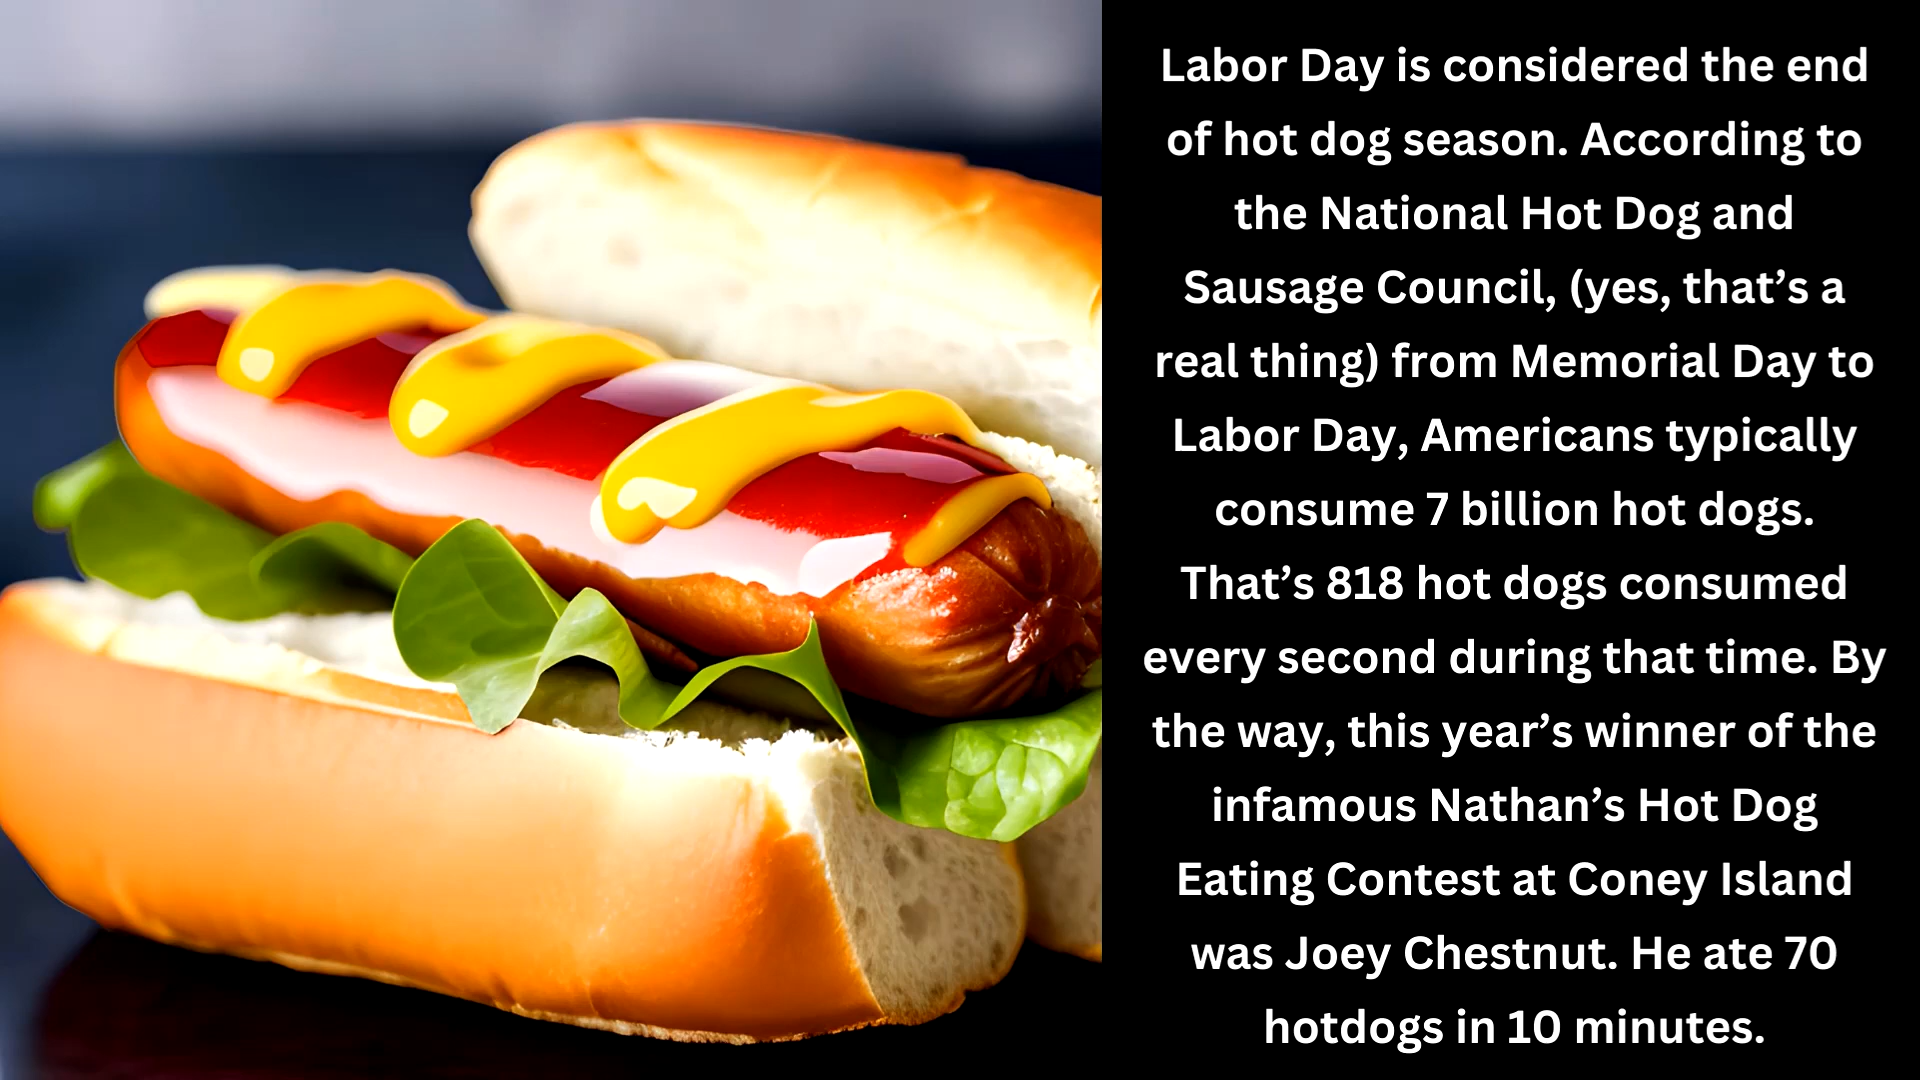 Labor Day is considered the end
of hot dog season. According to
the National Hot Dog and
Sausage Council, (yes, that’s a
real thing) from Memorial Day to
Labor Day, Americans typically
consume 7 billion hot dogs.
That’s 818 hot dogs consumed
every second during that time. By
the way, this year’s winner of the
infamous Nathan’s Hot Dog
Eating Contest at Coney Island
was Joey Chestnut. He ate 70
hotdogs in 10 minutes.